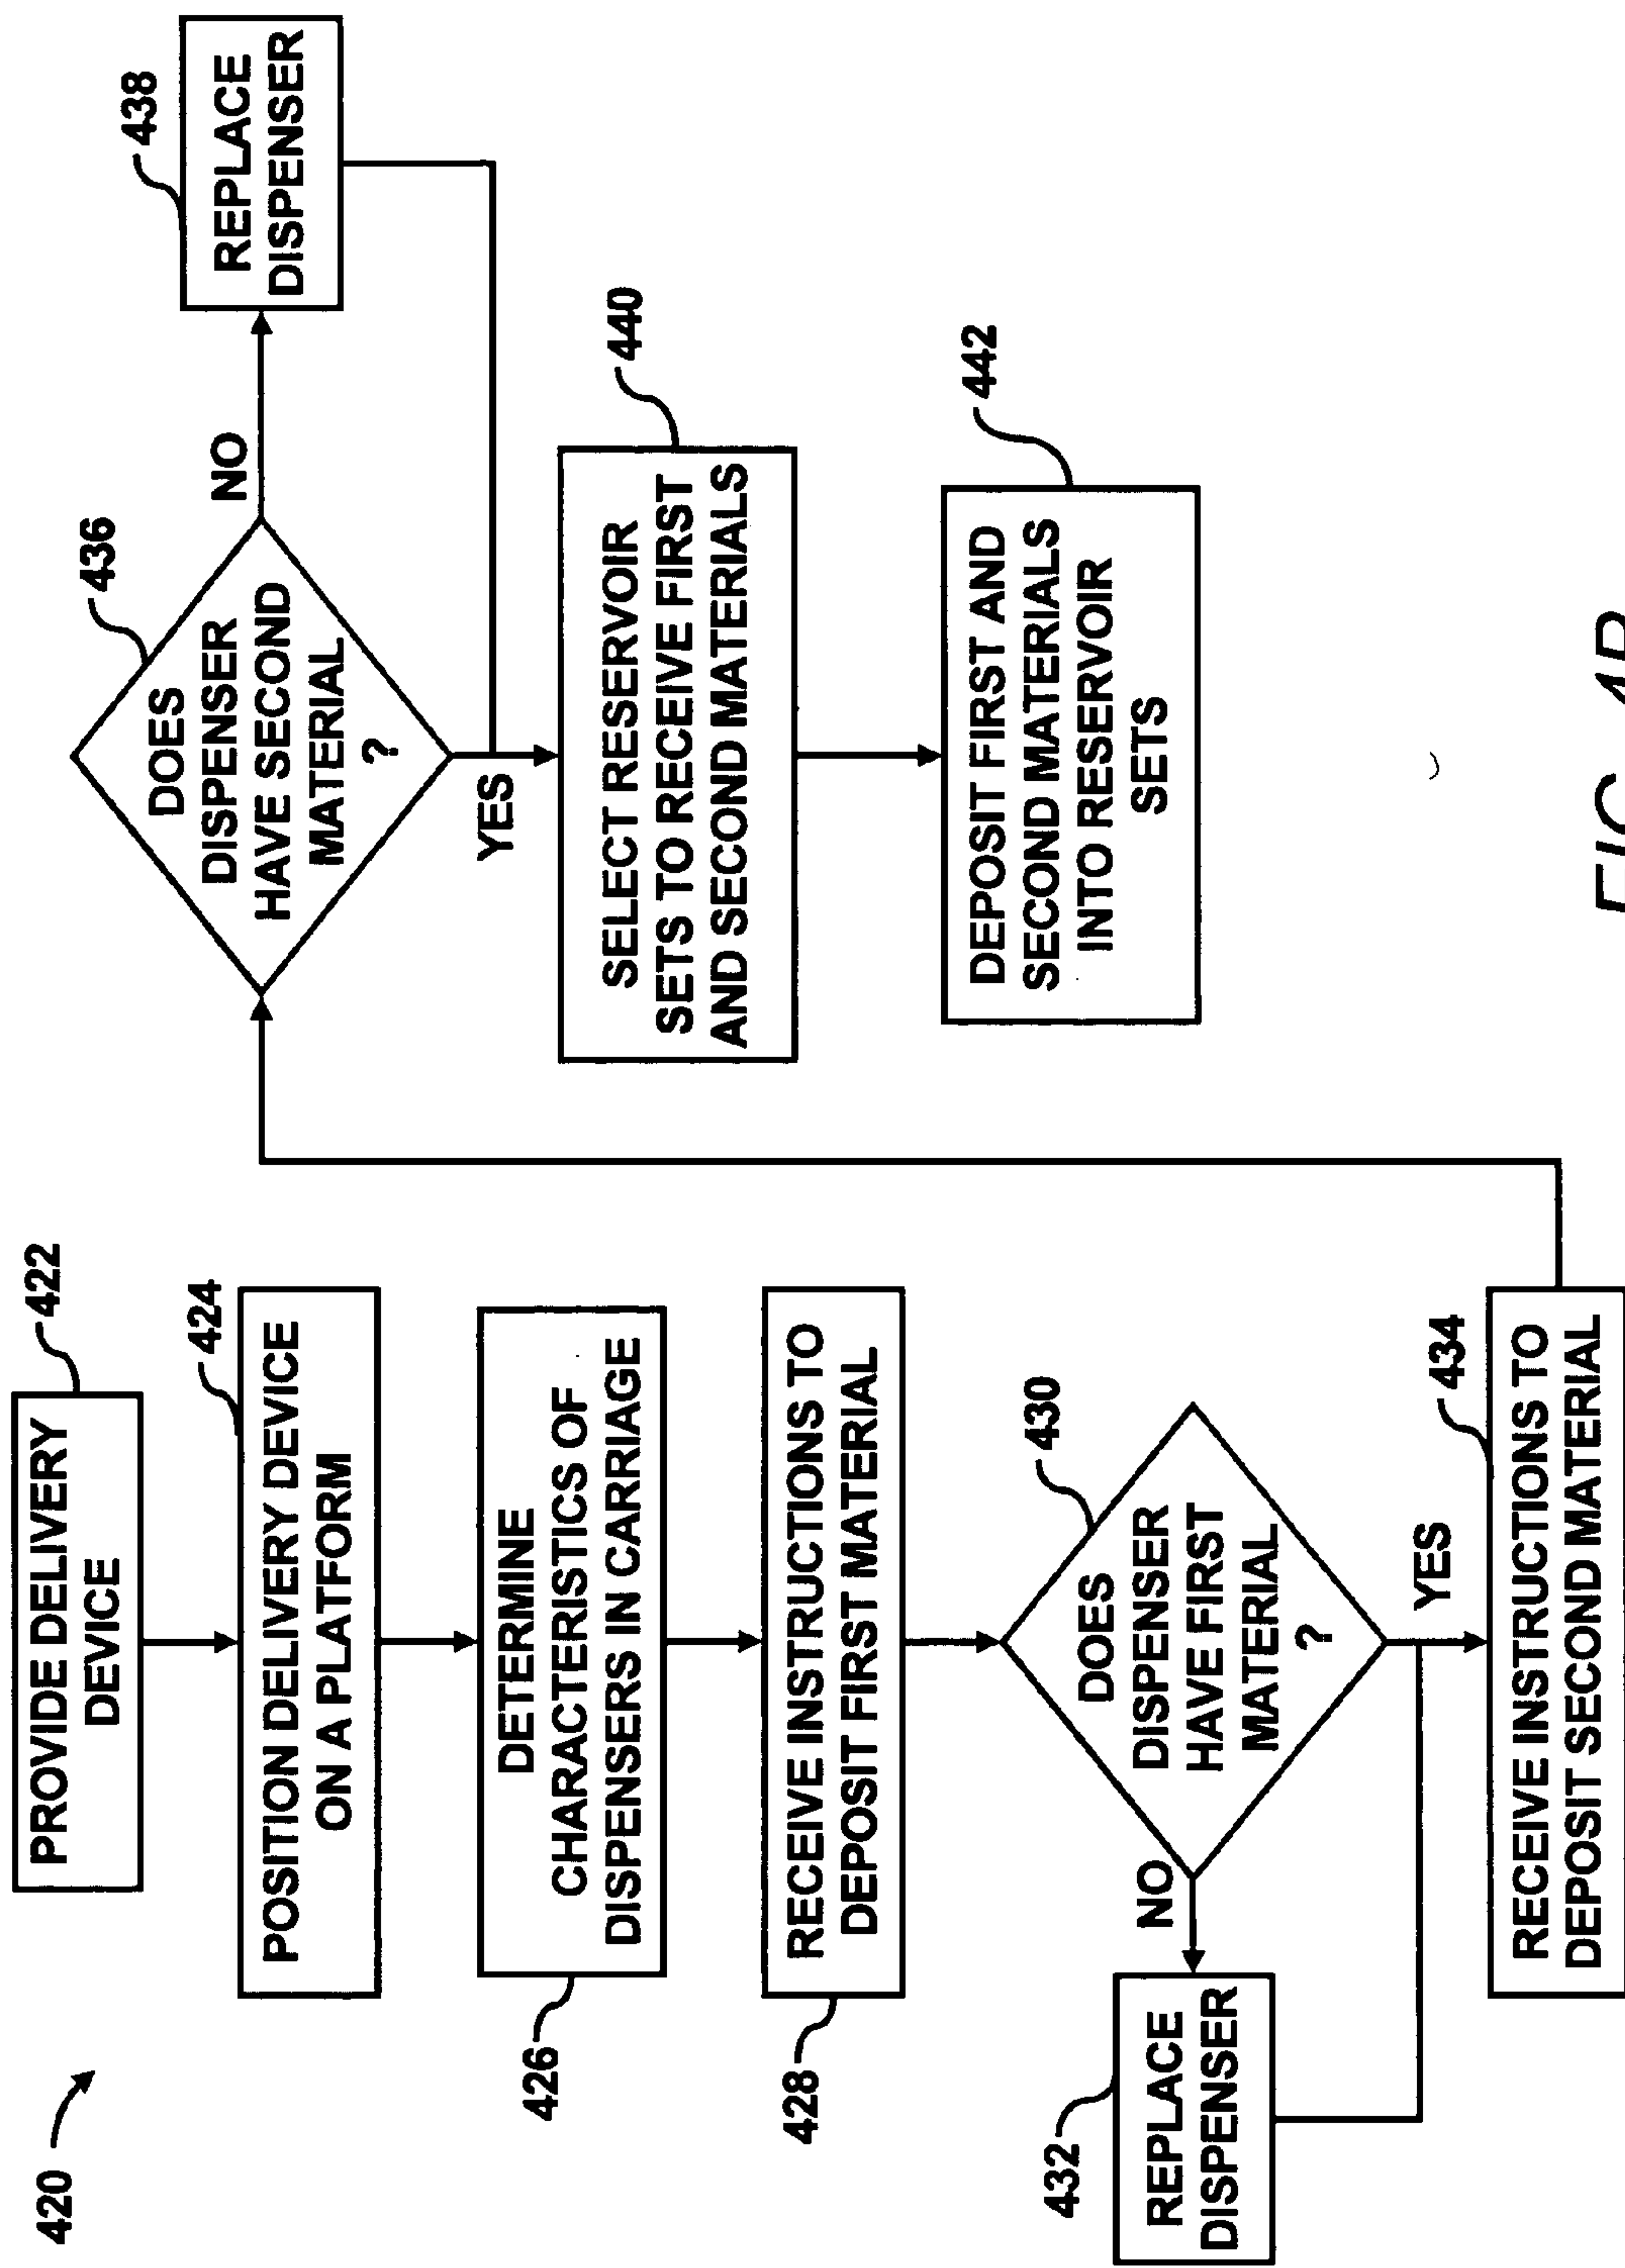 420
PROVIDE DELIVERY
DEVICE
422
POSITION DELIVERY DEVICE
ON A PLATFORM
424
DETERMINE
CHARACTERISTICS OF
DISPENSERS IN CARRIAGE
426
RECEIVE INSTRUCTIONS TO
DEPOSIT FIRST MATERIAL
428
DOES
DISPENSER
HAVE FIRST
MATERIAL
?
430
NO
REPLACE
DISPENSER
432
YES
RECEIVE INSTRUCTIONS TO
DEPOSIT SECOND MATERIAL
434
DOES
DISPENSER
HAVE SECOND
MATERIAL
?
436
NO
REPLACE
DISPENSER
438
YES
SELECT RESERVOIR
SETS TO RECEIVE FIRST
AND SECOND MATERIALS
440
DEPOSIT FIRST AND
SECOND MATERIALS
INTO RESERVOIR
SETS
442
FIG. 4B